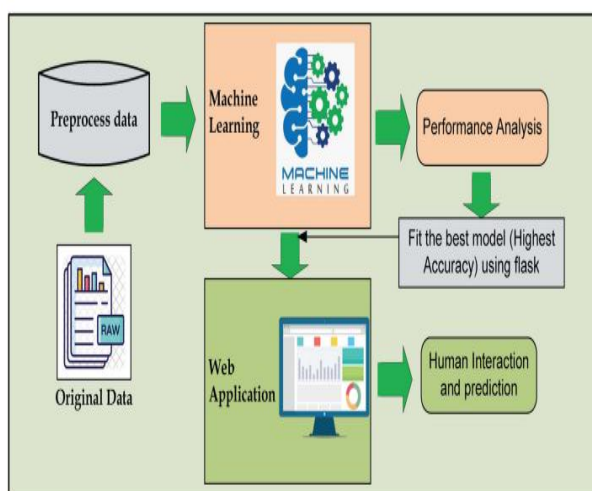 Preprocess data
Machine
Learning
MACHINE
LEARNING
Performance Analysis
Fit the best model (Highest
Accuracy) using flask
RAW
Original Data
Web
Application
Human Interaction
and prediction